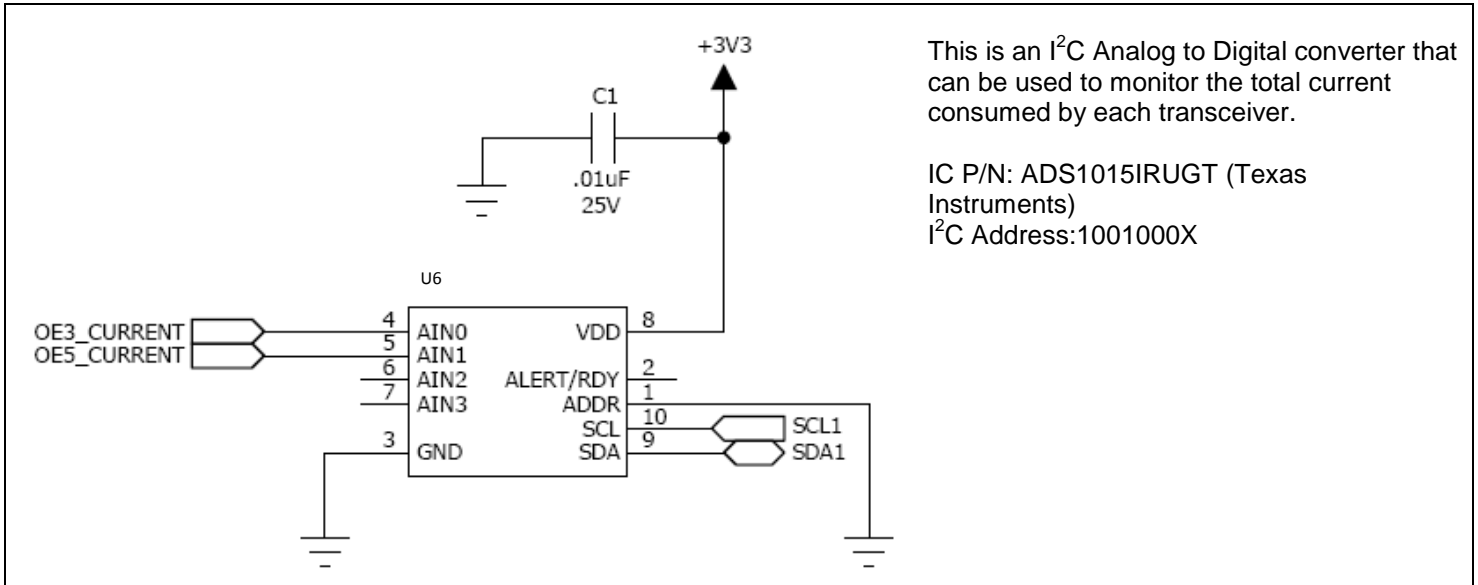 +3V3
C1
.01uF
25V
This is an I²C Analog to Digital converter that
can be used to monitor the total current
consumed by each transceiver.
IC P/N: ADS1015IRUGT (Texas
Instruments)
I²C Address:1001000X
U6
OE3_CURRENT 4 AIN0 VDD 8
OE5_CURRENT 5 AIN1
6 AIN2 ALERT/RDY 2
7 AIN3 ADDR 1
SCL 10 SCL1
3 GND SDA 9 SDA1